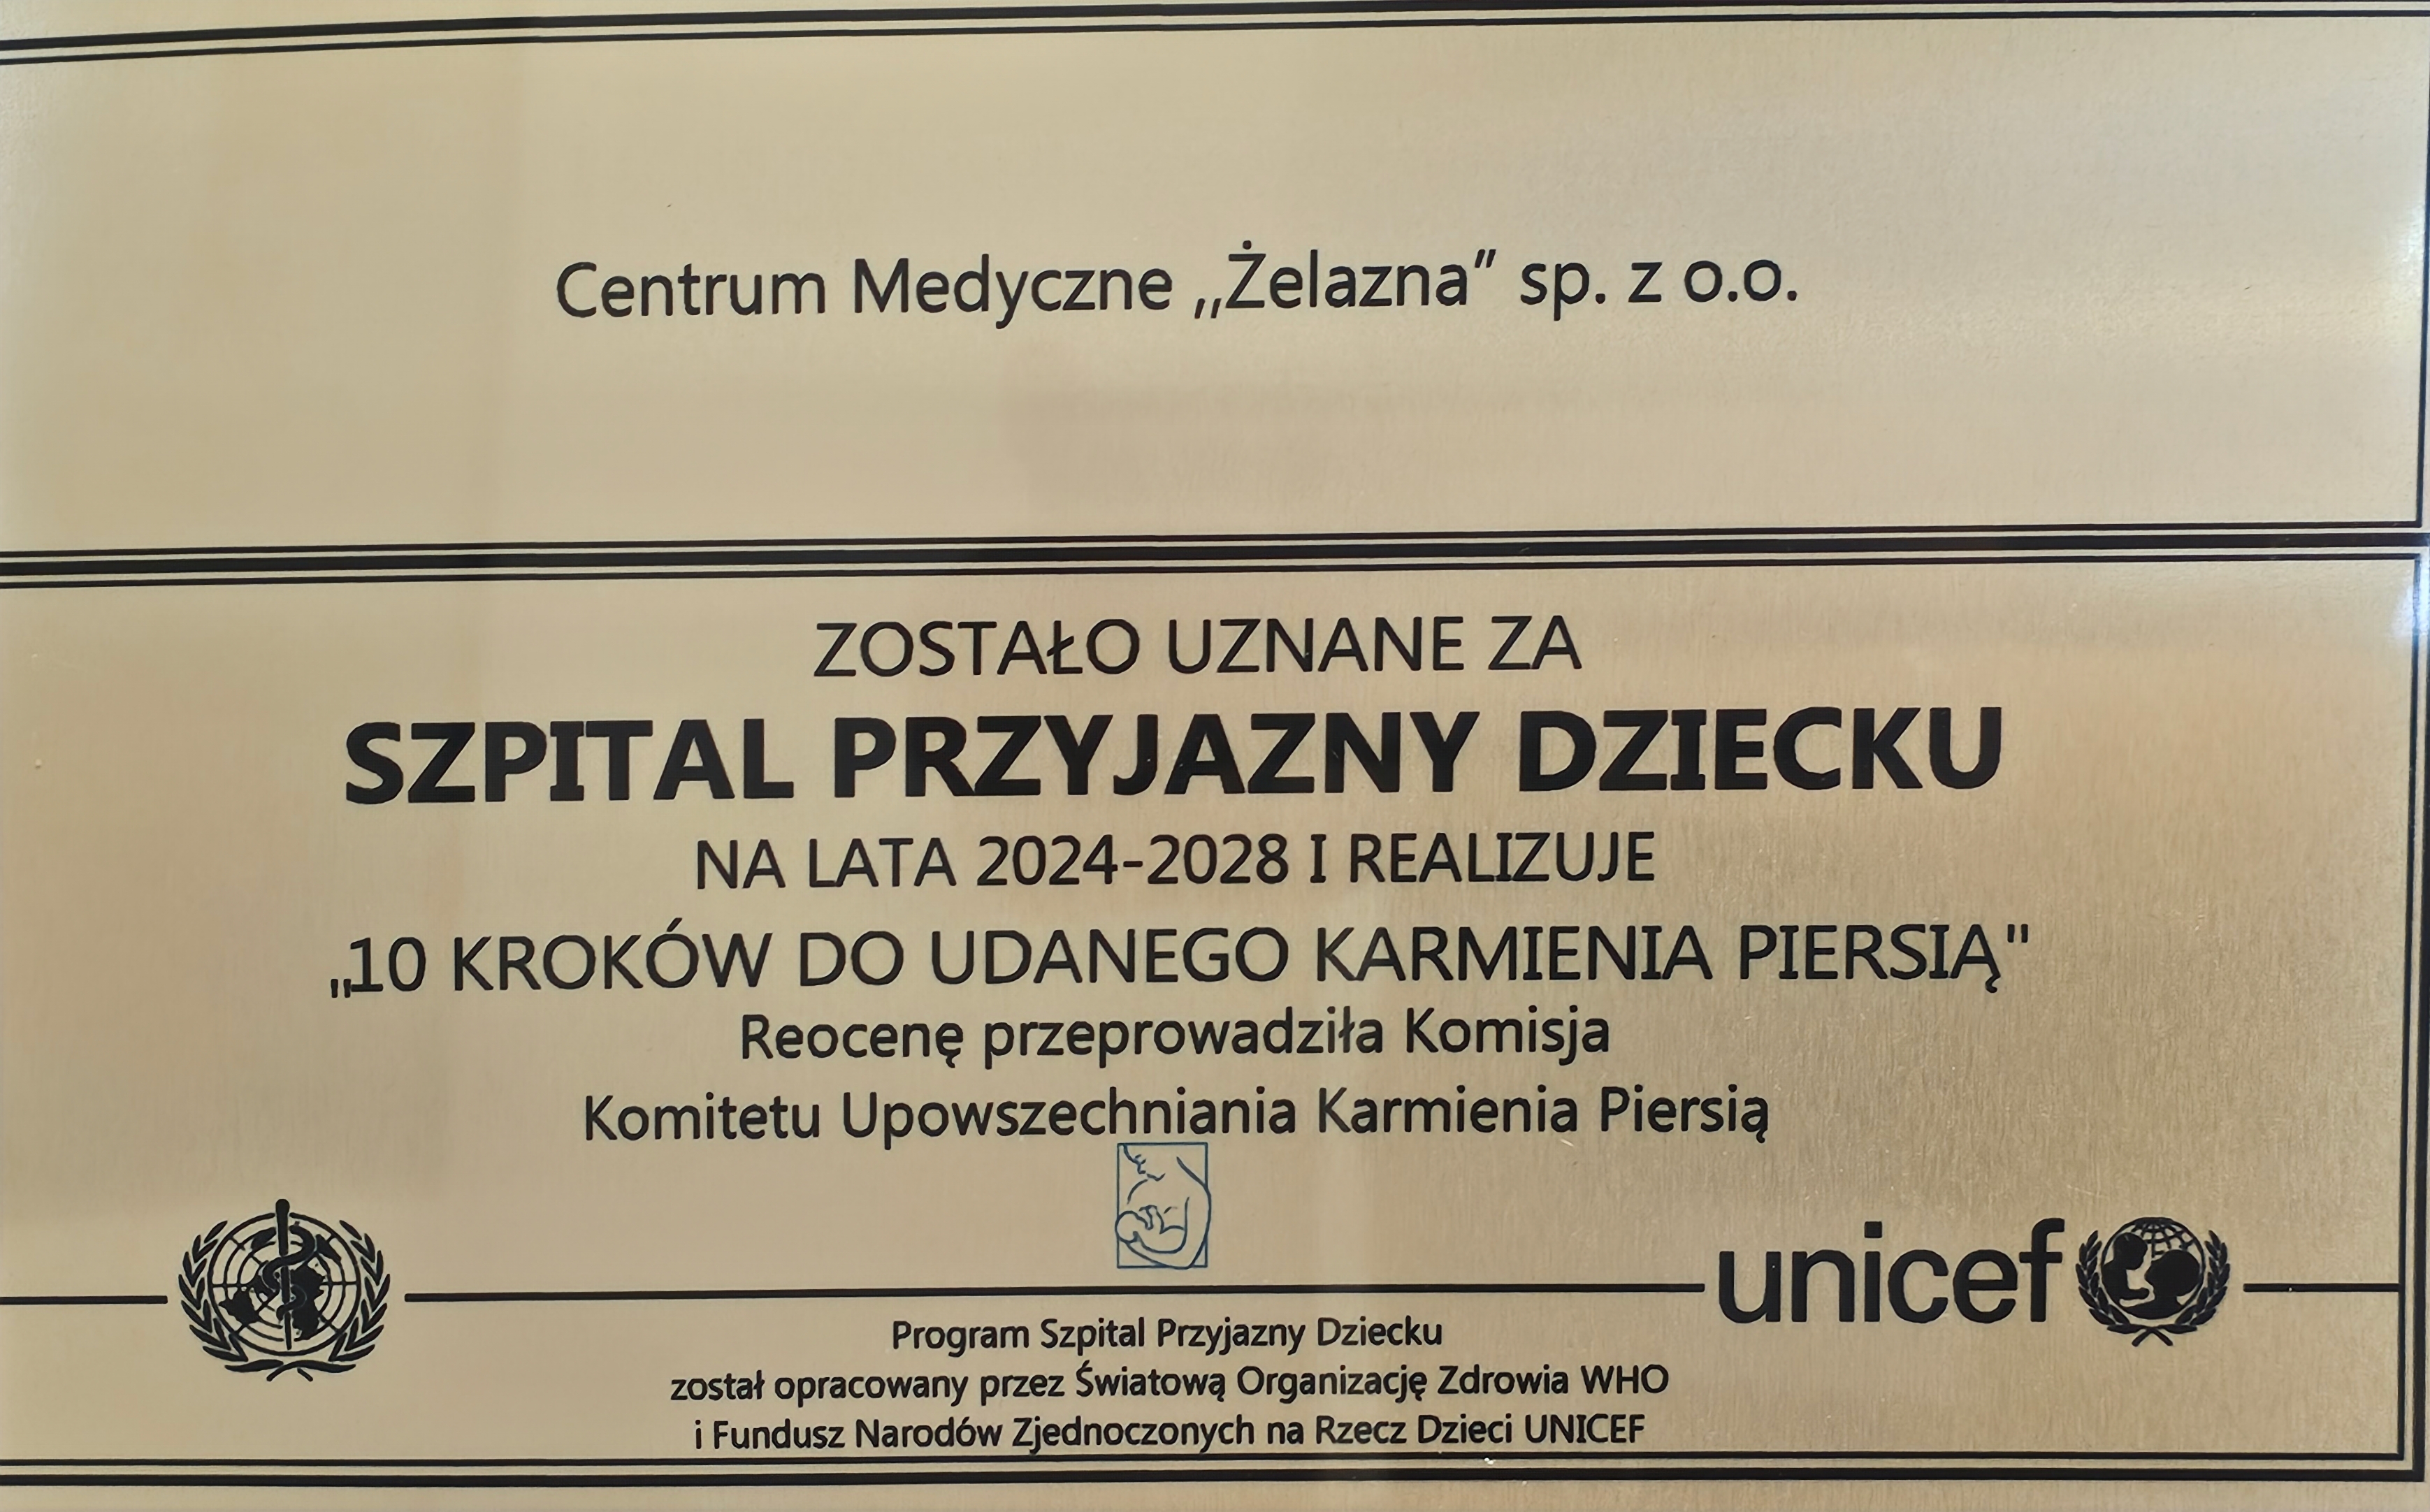 Centrum Medyczne ,,Żelazna” sp. z o.o.
ZOSTAŁO UZNANE ZA
SZPITAL PRZYJAZNY DZIECKU
NA LATA 2024-2028 I REALIZUJE
„10 KROKÓW DO UDANEGO KARMIENIA PIERSIĄ"
Reocenę przeprowadziła Komisja
Komitetu Upowszechniania Karmienia Piersią
unicef
Program Szpital Przyjazny Dziecku
został opracowany przez Światową Organizację Zdrowia WHO
i Fundusz Narodów Zjednoczonych na Rzecz Dzieci UNICEF